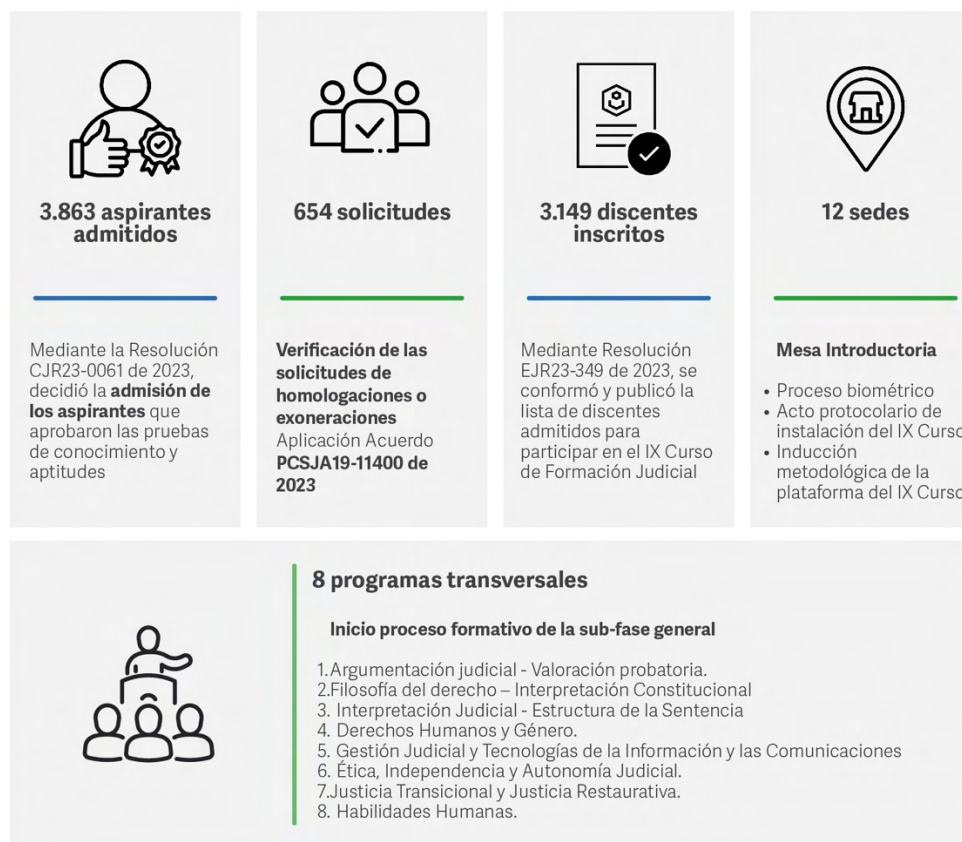 3.863 aspirantes
admitidos
Mediante la Resolución
CJR23-0061 de 2023,
decidió la admisión de
los aspirantes que
aprobaron las pruebas
de conocimiento y
aptitudes
654 solicitudes
Verificación de las
solicitudes de
homologaciones o
exoneraciones
Aplicación Acuerdo
PCSJA19-11400 de
2023
3.149 discentes
inscritos
Mediante Resolución
EJR23-349 de 2023, se
conformó y publicó la
lista de discentes
admitidos para
participar en el IX Curso
de Formación Judicial
12 sedes
Mesa Introductoria
• Proceso biométrico
• Acto protocolario de
instalación del IX Curso
• Inducción
metodológica de la
plataforma del IX Curso
8 programas transversales
Inicio proceso formativo de la sub-fase general
1.Argumentación judicial - Valoración probatoria.
2.Filosofía del derecho – Interpretación Constitucional
3. Interpretación Judicial - Estructura de la Sentencia
4. Derechos Humanos y Género.
5. Gestión Judicial y Tecnologías de la Información y las Comunicaciones
6. Ética, Independencia y Autonomía Judicial.
7.Justicia Transicional y Justicia Restaurativa.
8. Habilidades Humanas.